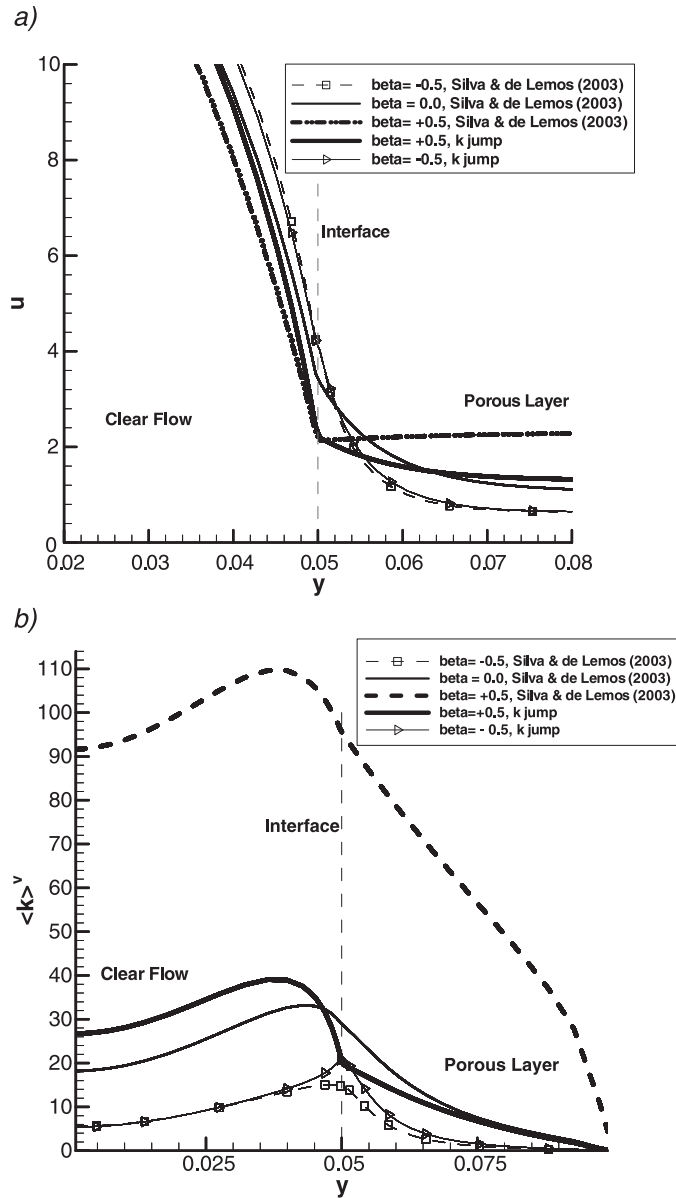 a)
10
8
6
4
2
0
u
beta= -0.5, Silva & de Lemos (2003)
beta = 0.0, Silva & de Lemos (2003)
beta= +0.5, Silva & de Lemos (2003)
beta= +0.5, k jump
beta= -0.5, k jump
Interface
Clear Flow
Porous Layer
0.02
0.03
0.04
0.05
0.06
0.07
0.08
y
b)
110
100
90
80
70
60
50
40
30
20
10
0
<k>v
beta= -0.5, Silva & de Lemos (2003)
beta = 0.0, Silva & de Lemos (2003)
beta= +0.5, Silva & de Lemos (2003)
beta=+0.5, k jump
beta= - 0.5, k jump
Interface
Clear Flow
Porous Layer
0.025
0.05
0.075
y